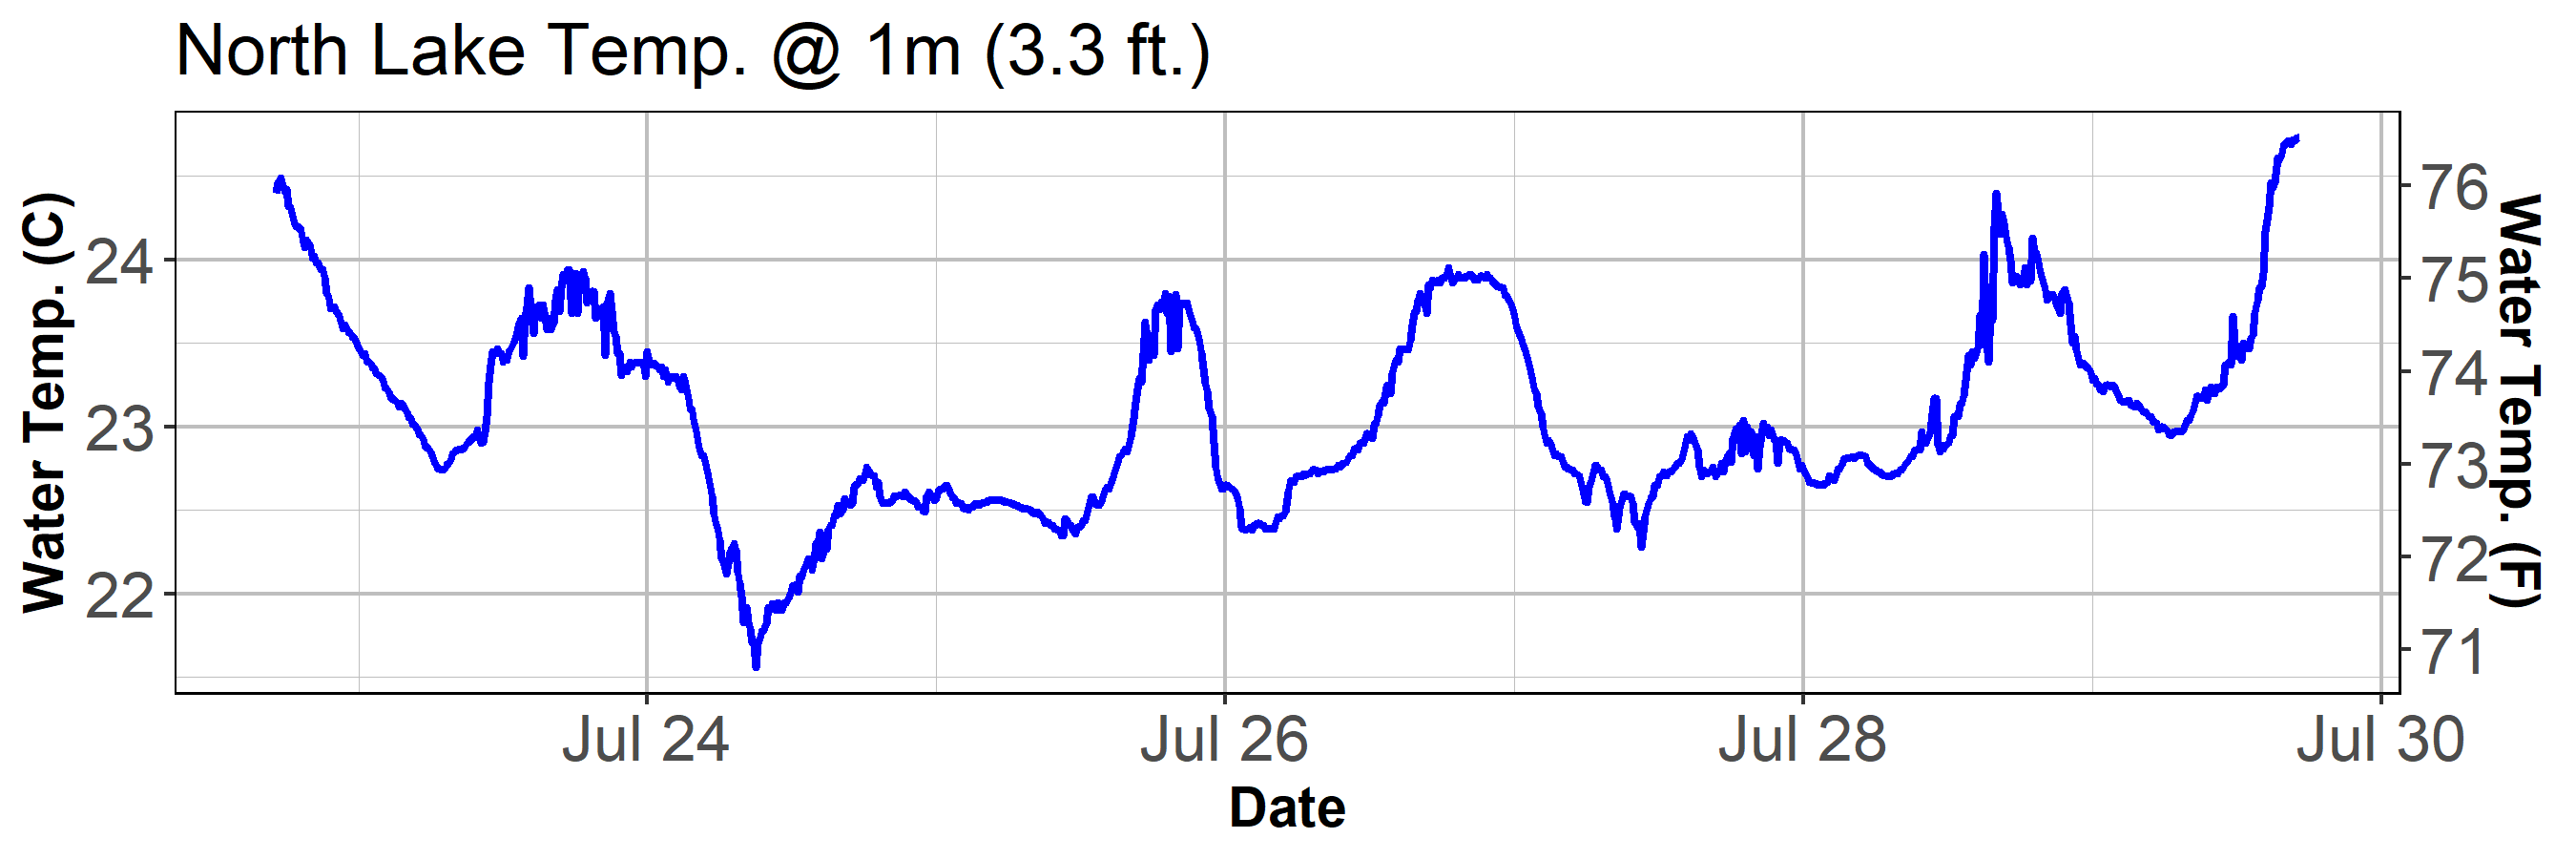 North Lake Temp. @ 1m (3.3 ft.)
Water Temp. (C)
24
23
22
76
75
74
73
72
71
Water Temp. (F)
Jul 24 Jul 26 Jul 28 Jul 30
Date